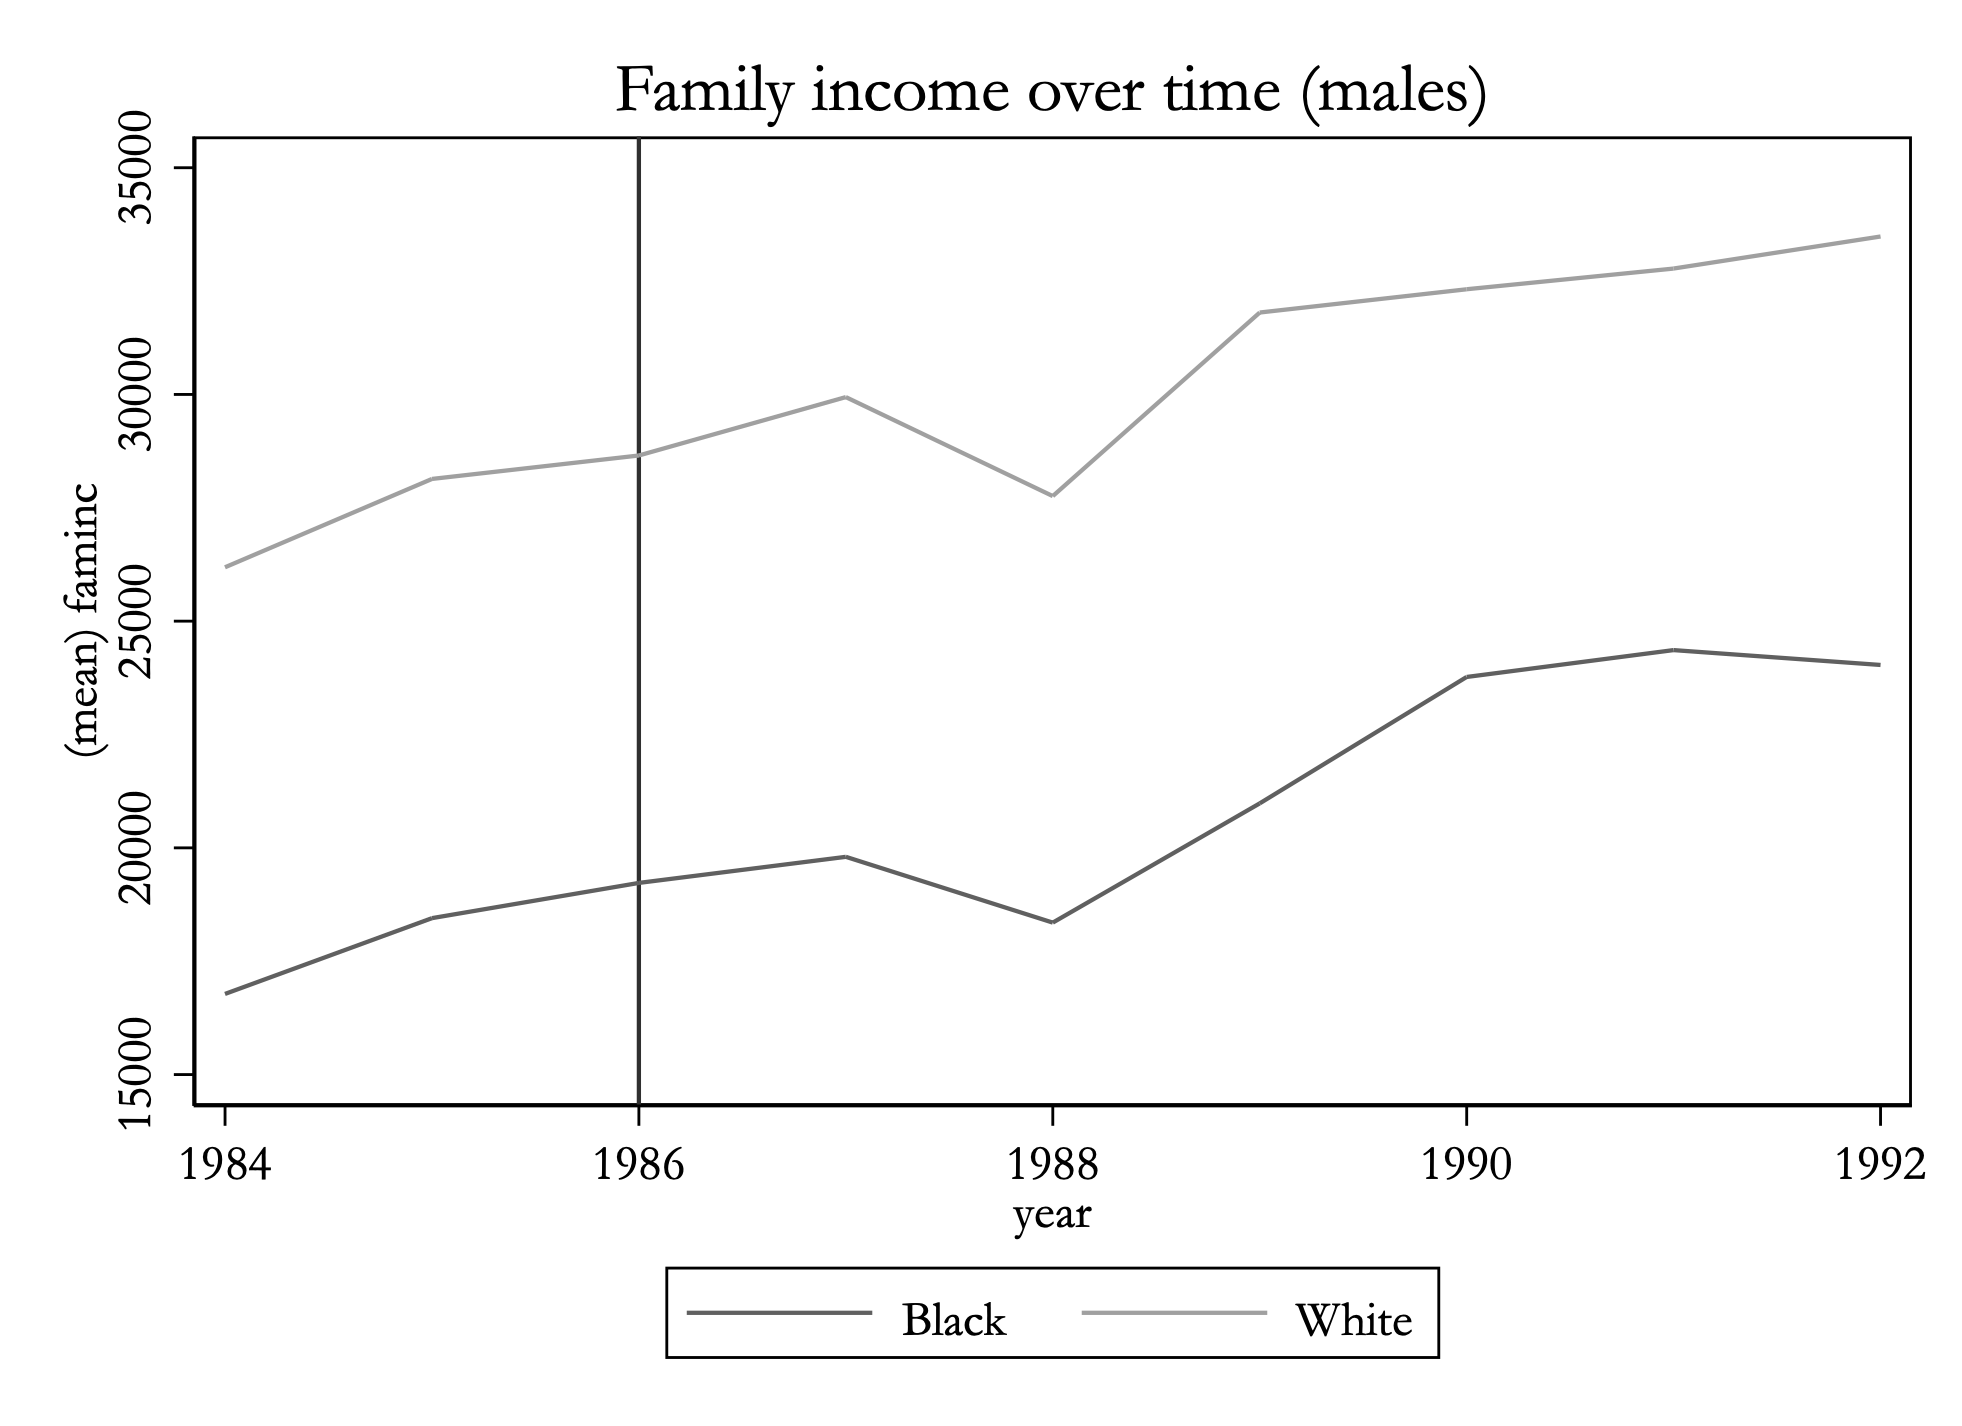 Family income over time (males)
(mean) faminc
35000
30000
25000
20000
15000
1984 1986 1988 1990 1992
year
Black White